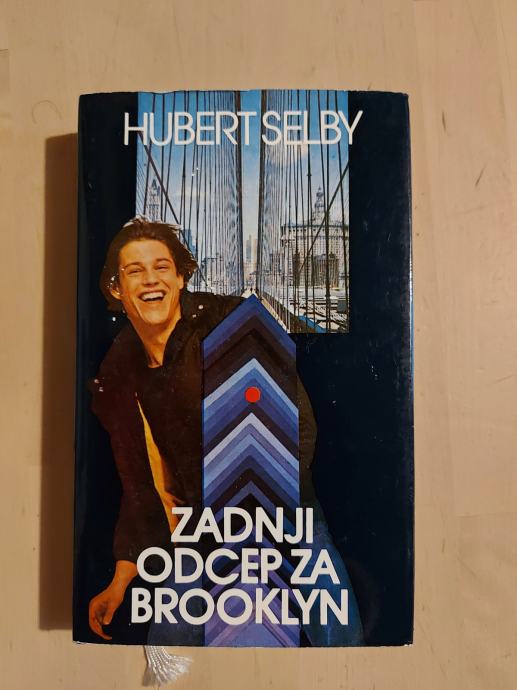 HUBERT SELBY
ZADNJI
ODCEP ZA
BROOKLYN